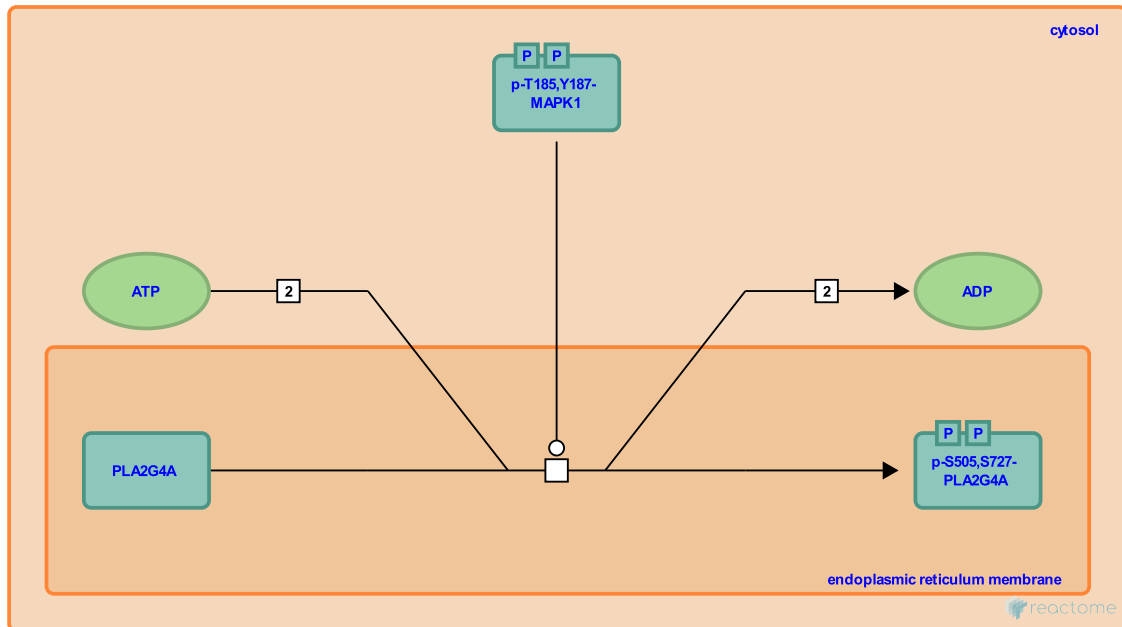 cytosol
P P
p-T185,Y187-
MAPK1
ATP
2
2
ADP
PLA2G4A
P P
p-S505,S727-
PLA2G4A
endoplasmic reticulum membrane
reactome